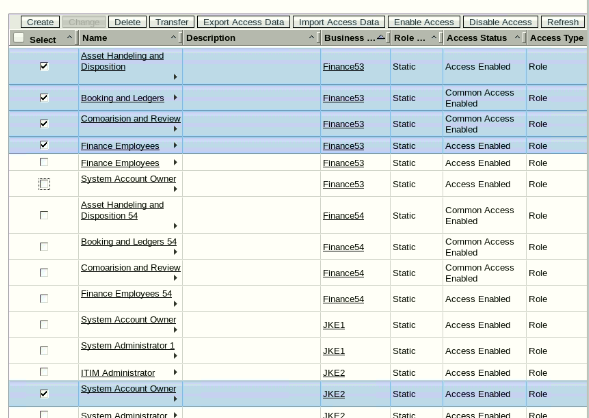 Create Change Delete Transfer Export Access Data Import Access Data Enable Access Disable Access Refresh
Select Name Description Business ... Role ... Access Status Access Type
Asset Handeling and
Disposition Finance53 Static Access Enabled Role
Booking and Ledgers Finance53 Static Common Access
Enabled Role
Comoarision and Review Finance53 Static Common Access
Enabled Role
Finance Employees Finance53 Static Access Enabled Role
Finance Employees Finance53 Static Access Enabled Role
System Account Owner Finance53 Static Access Enabled Role
Asset Handeling and
Disposition 54 Finance54 Static Common Access
Enabled Role
Booking and Ledgers 54 Finance54 Static Common Access
Enabled Role
Comoarision and Review Finance54 Static Common Access
Enabled Role
Finance Employees 54 Finance54 Static Access Enabled Role
System Account Owner JKE1 Static Access Enabled Role
System Administrator 1 JKE1 Static Access Enabled Role
ITIM Administrator JKE2 Static Access Enabled Role
System Account Owner JKE2 Static Access Enabled Role
System Administrator JKE2 Static Access Enabled Role